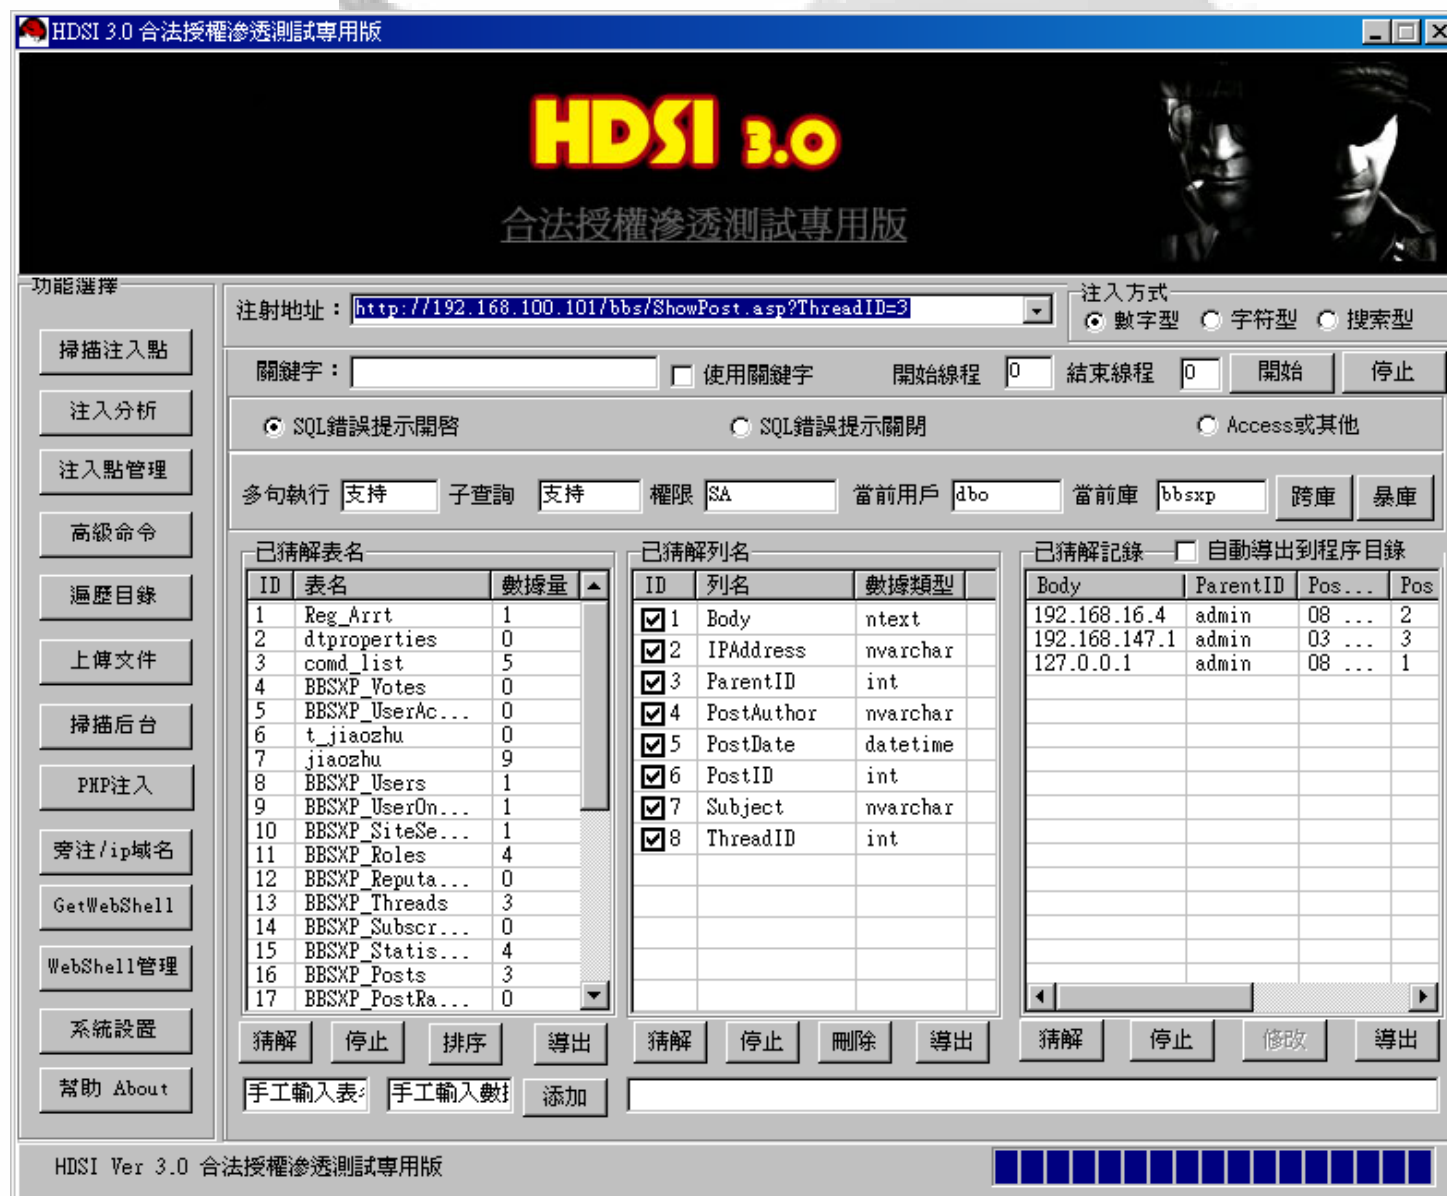 HDSI 3.0 合法授權滲透測試專用版
HDSI 3.0
合法授權滲透測試專用版
功能選擇
掃描注入點
注入分析
注入點管理
高級命令
遍歷目錄
上傳文件
掃描后台
PHP注入
旁注/ip域名
GetWebShell
WebShell管理
系統設置
幫助 About
注射地址：http://192.168.100.101/bbs/ShowPost.asp?ThreadID=3
注入方式
數字型 字符型 搜索型
關鍵字： 使用關鍵字 開始線程 0 結束線程 0 開始 停止
SQL錯誤提示開啓 SQL錯誤提示關閉 Access或其他
多句執行 支持 子查詢 支持 權限 SA 當前用戶 dbo 當前庫 bbsxp 跨庫 暴庫
已猜解表名
ID 表名 數據量
1 Reg_Arrt 1
2 dtproperties 0
3 comd_list 5
4 BBSXP_Votes 0
5 BBSXP_UserAc... 0
6 t_jiaozhu 0
7 jiaozhu 9
8 BBSXP_Users 1
9 BBSXP_UserOn... 1
10 BBSXP_SiteSe... 1
11 BBSXP_Roles 4
12 BBSXP_Reputa... 0
13 BBSXP_Threads 3
14 BBSXP_Subscr... 0
15 BBSXP_Statis... 4
16 BBSXP_Posts 3
17 BBSXP_PostRa... 0
猜解 停止 排序 導出
手工輸入表 手工輸入數 添加
已猜解列名
ID 列名 數據類型
1 Body ntext
2 IPAddress nvarchar
3 ParentID int
4 PostAuthor nvarchar
5 PostDate datetime
6 PostID int
7 Subject nvarchar
8 ThreadID int
猜解 停止 刪除 導出
已猜解記錄 自動導出到程序目錄
Body ParentID Pos... Pos
192.168.16.4 admin 08 ... 2
192.168.147.1 admin 03 ... 3
127.0.0.1 admin 08 ... 1
猜解 停止 修改 導出
HDSI Ver 3.0 合法授權滲透測試專用版